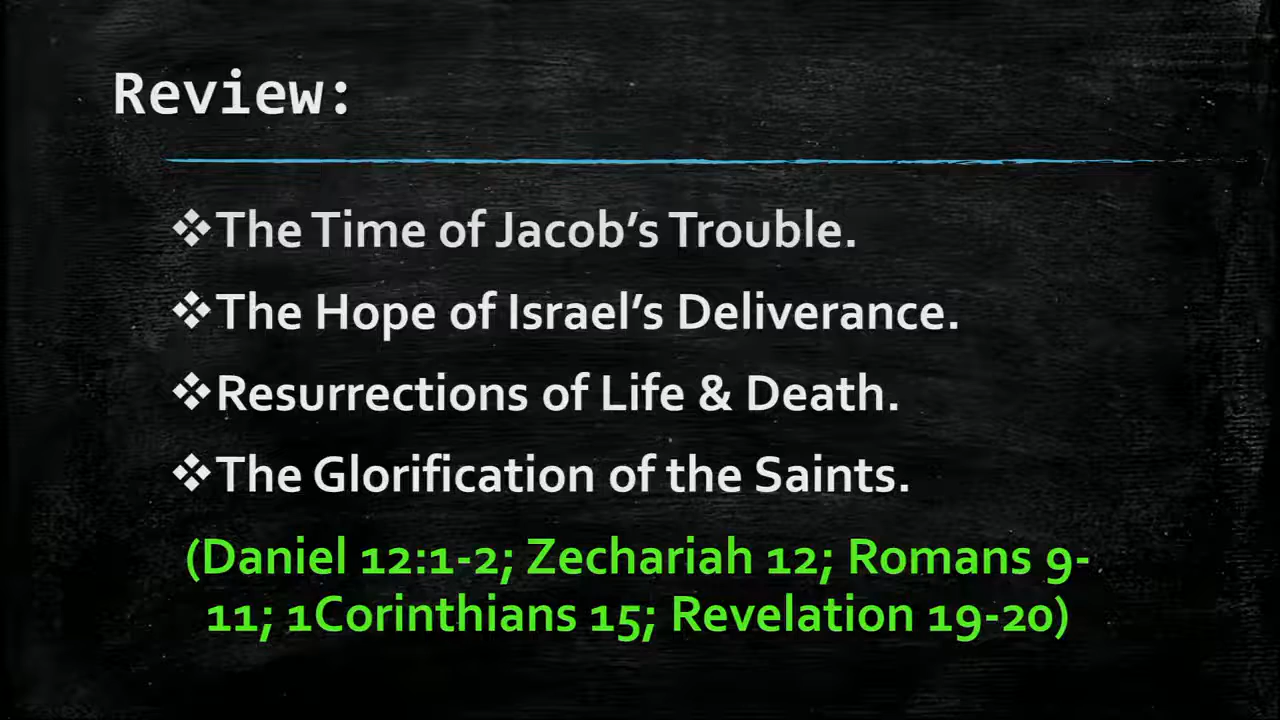 Review:
❖The Time of Jacob’s Trouble.
❖The Hope of Israel’s Deliverance.
❖Resurrections of Life & Death.
❖The Glorification of the Saints.
(Daniel 12:1-2; Zechariah 12; Romans 9-
11; 1Corinthians 15; Revelation 19-20)